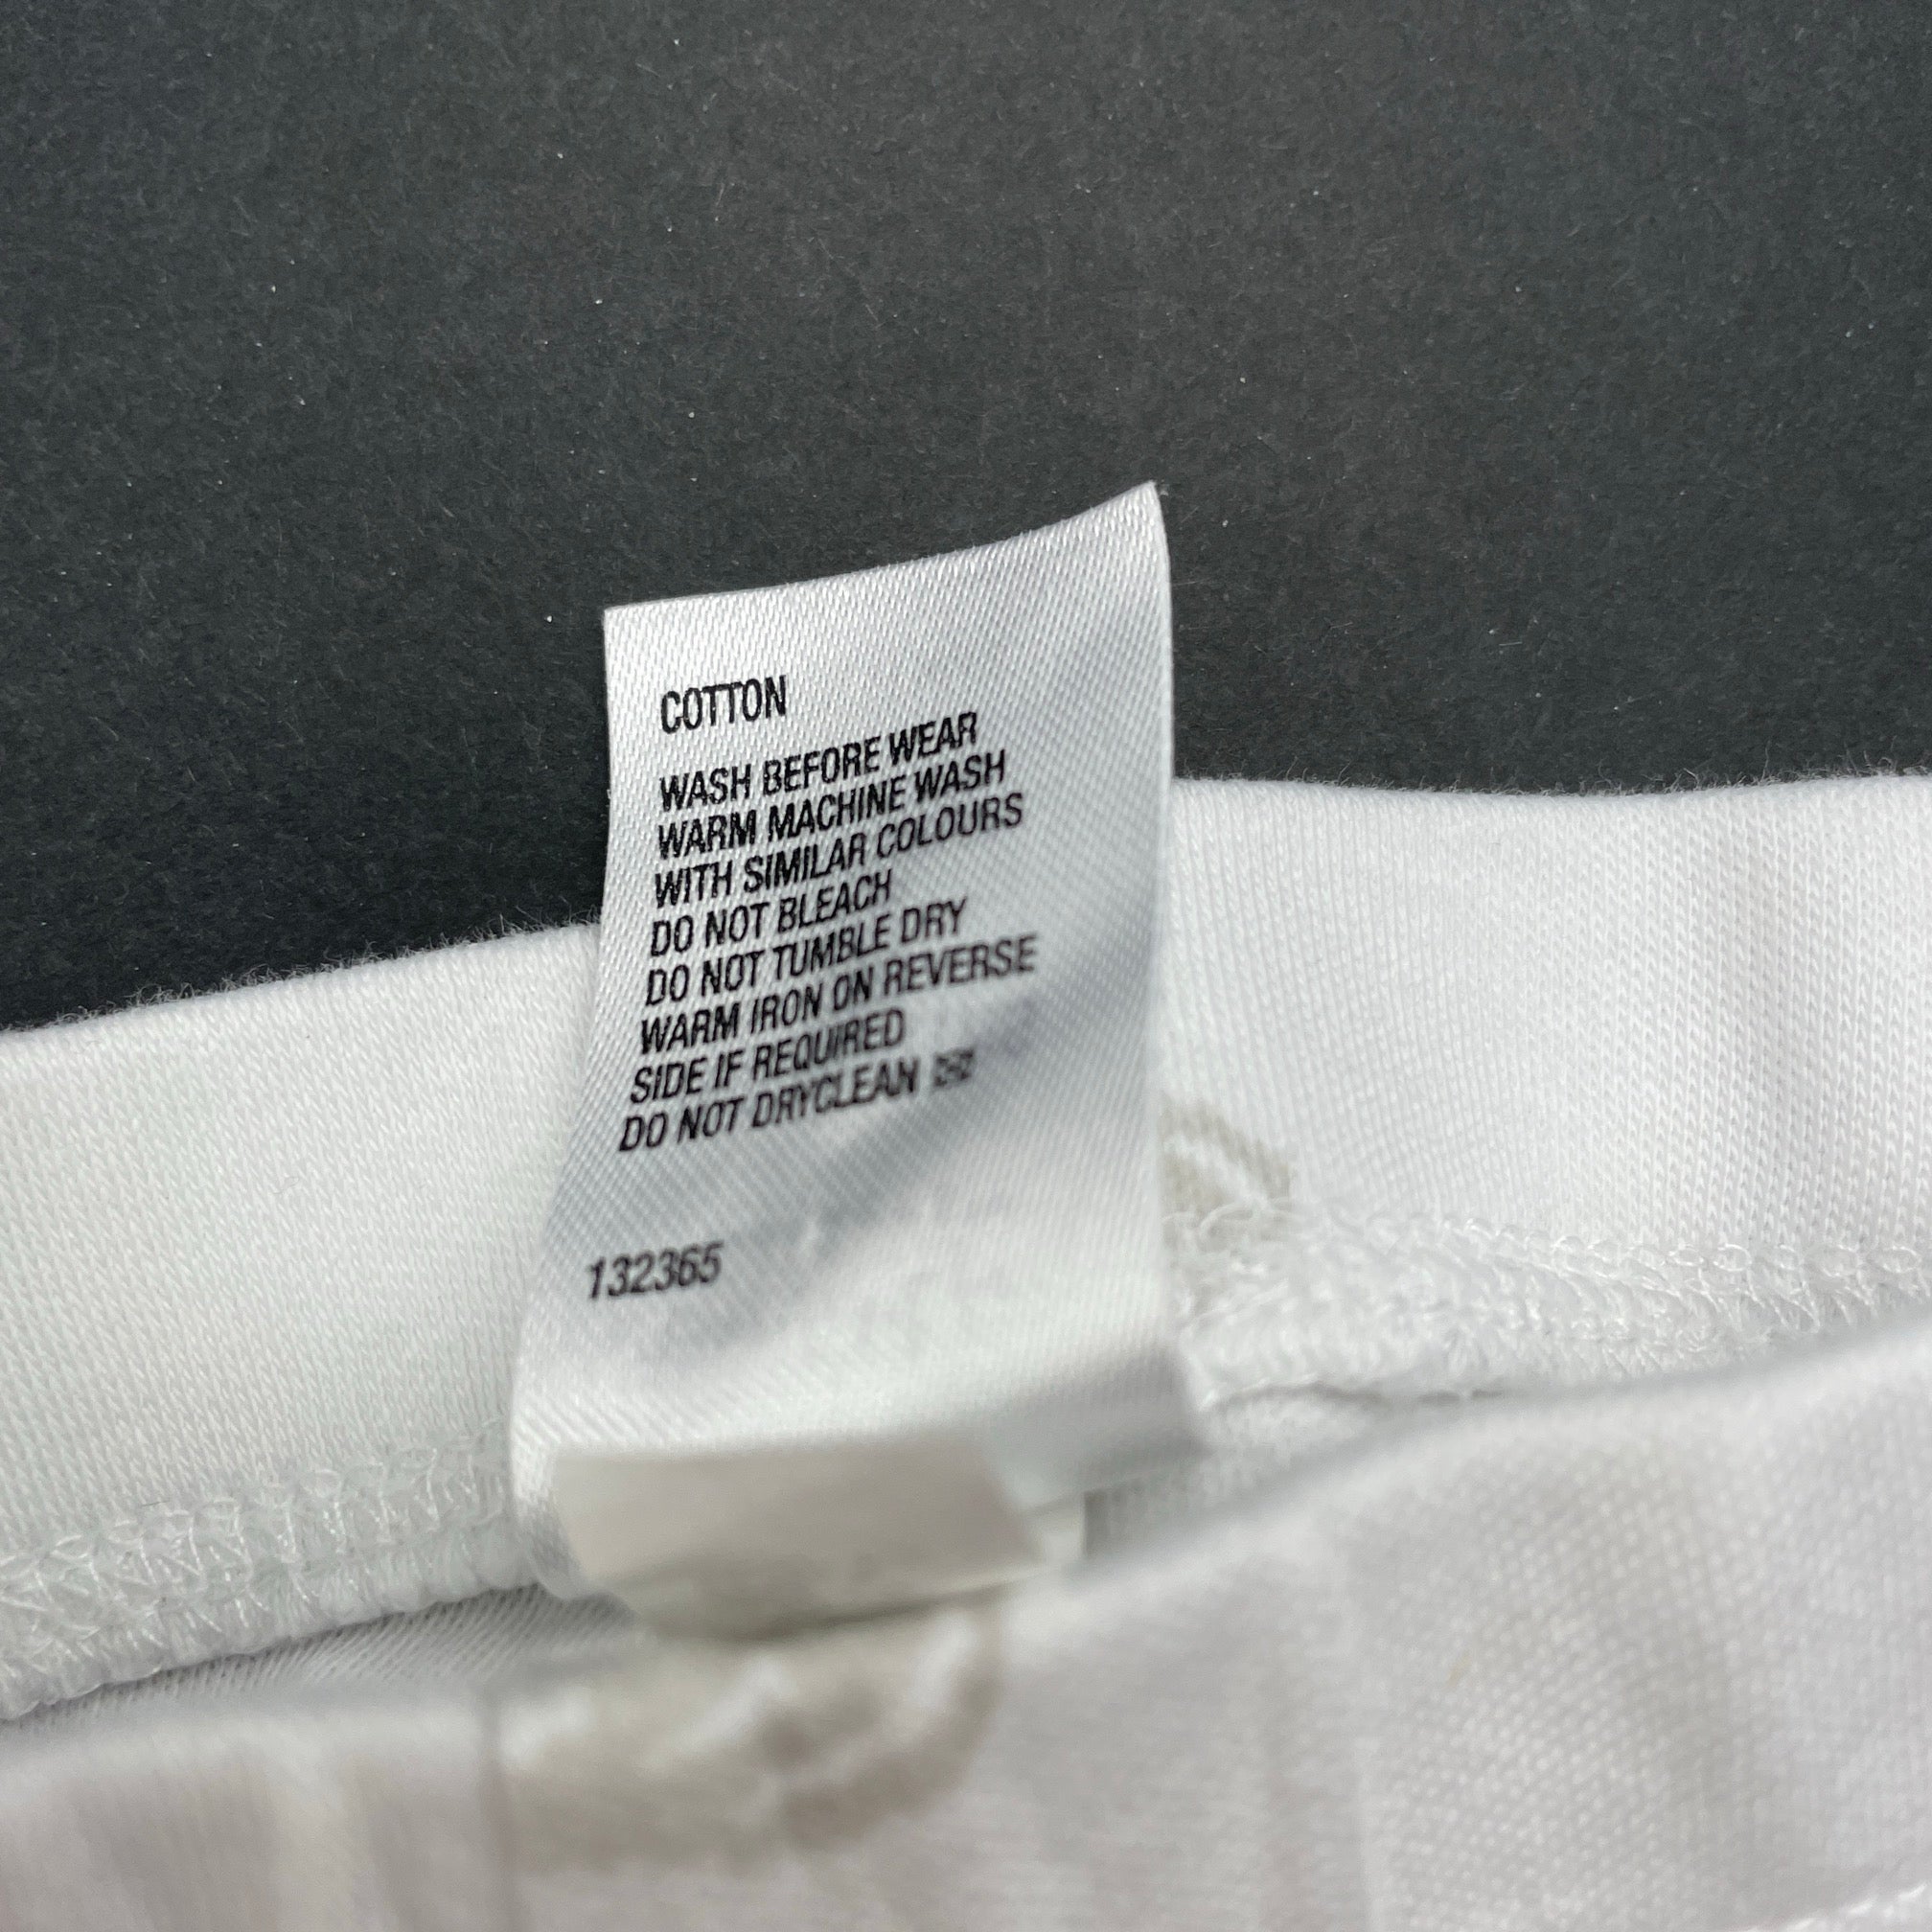 COTTON
WASH BEFORE WEAR
WARM MACHINE WASH
WITH SIMILAR COLOURS
DO NOT BLEACH
DO NOT TUMBLE DRY
WARM IRON ON REVERSE
SIDE IF REQUIRED
DO NOT DRYCLEAN
132365